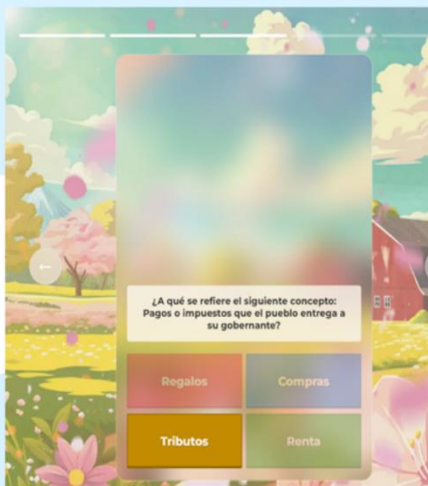 ¿A qué se refiere el siguiente concepto:
Pagos o impuestos que el pueblo entrega a
su gobernante?
Regalos
Compras
Tributos
Renta